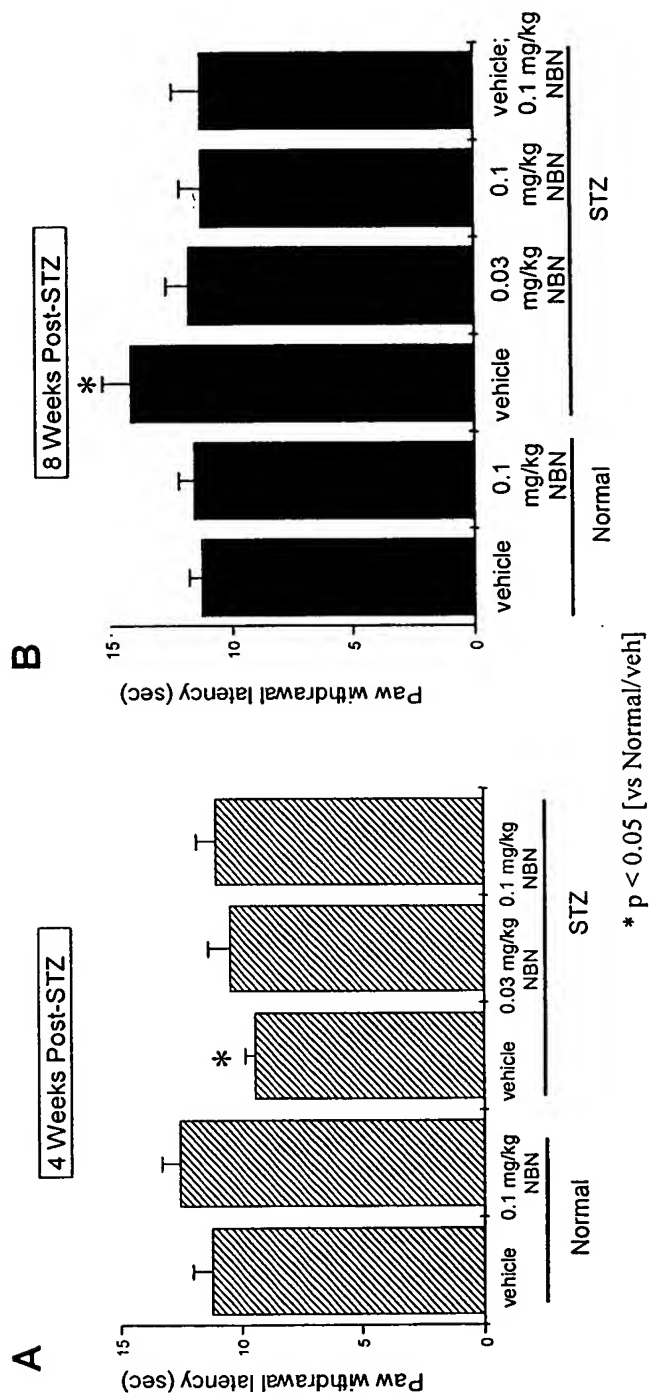 A
4 Weeks Post-STZ
Paw withdrawal latency (sec)
15
10
5
0
vehicle
0.1 mg/kg
NBN
vehicle
0.03 mg/kg
NBN
0.1 mg/kg
NBN
Normal
STZ
B
8 Weeks Post-STZ
Paw withdrawal latency (sec)
15
10
5
0
vehicle
0.1
mg/kg
NBN
vehicle
0.03
mg/kg
NBN
0.1
mg/kg
NBN
vehicle;
0.1 mg/kg
NBN
Normal
STZ
*
*
* p < 0.05 [vs Normal/veh]